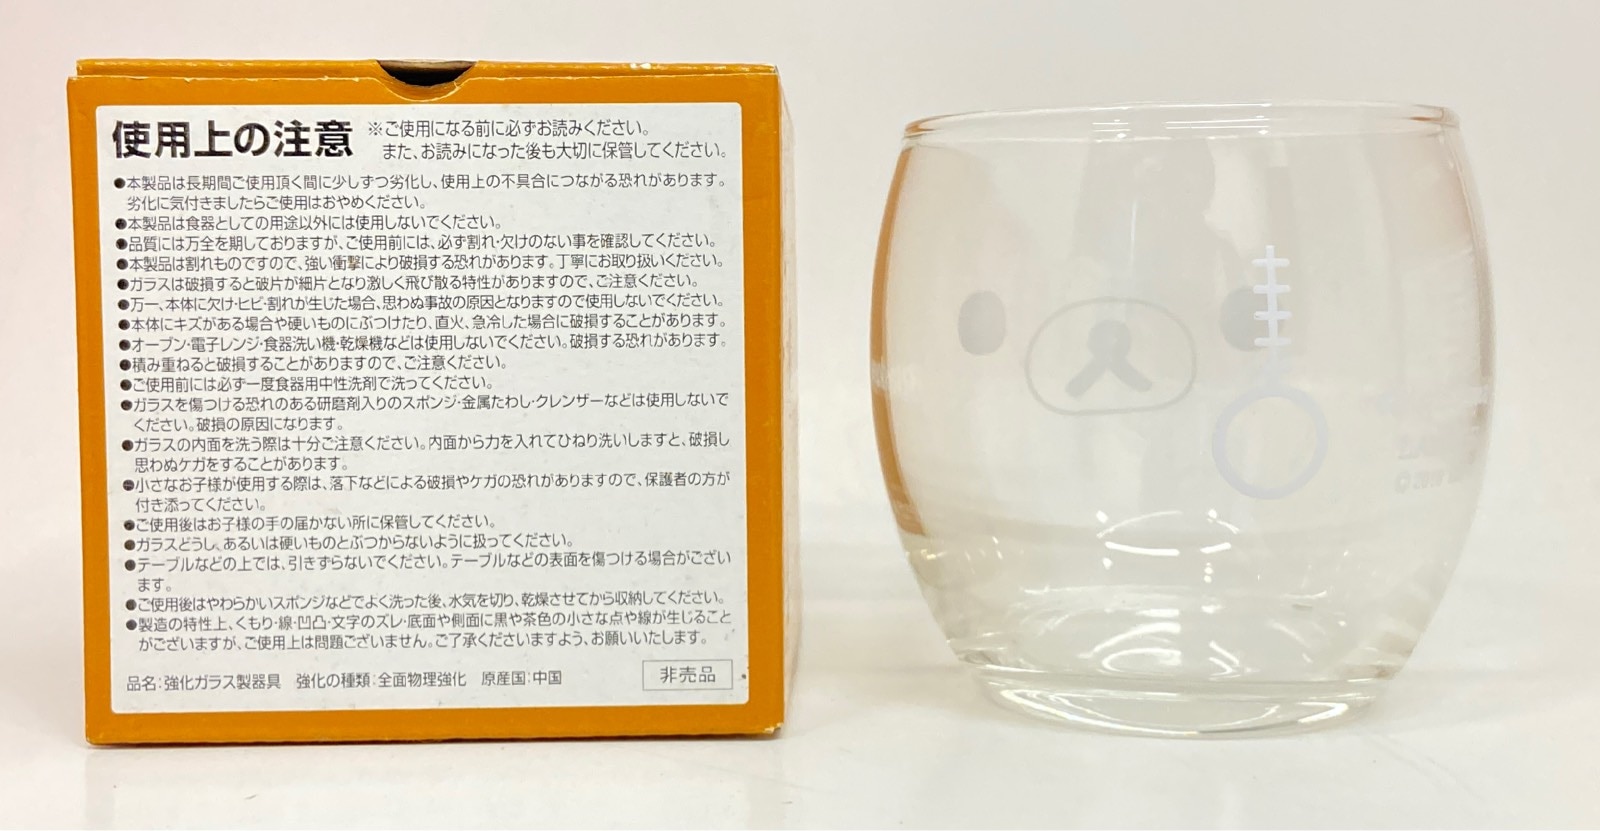 使用上の注意
※ご使用になる前に必ずお読みください。
また、お読みになった後も大切に保管してください。
●本製品は長期間ご使用頂く間に少しずつ劣化し、使用上の不具合につながる恐れがあります。
劣化に気付きましたらご使用はおやめください。
●本製品は食器としての用途以外には使用しないでください。
●品質には万全を期しておりますが、ご使用前には、必ず割れ・欠けのない事を確認してください。
●本製品は割れものですので、強い衝撃により破損する恐れがあります。丁寧にお取り扱いください。
●ガラスは破損すると破片が細片となり激しく飛び散る特性がありますので、ご注意ください。
●万一、本体に欠け・ヒビ・割れが生じた場合、思わぬ事故の原因となりますので使用しないでください。
●本体にキズがある場合や硬いものにぶつけたり、直火、急冷した場合に破損することがあります。
●オーブン・電子レンジ・食器洗い機・乾燥機などは使用しないでください。破損する恐れがあります。
●積み重ねると破損することがありますので、ご注意ください。
●ご使用前には必ず一度食器用中性洗剤で洗ってください。
●ガラスを傷つける恐れのある研磨剤入りのスポンジ・金属たわし・クレンザーなどは使用しないで
ください。破損の原因になります。
●ガラスの内面を洗う際は十分ご注意ください。内面から力を入れてひねり洗いしますと、破損し
思わぬケガをすることがあります。
●小さなお子様が使用する際は、落下などによる破損やケガの恐れがありますので、保護者の方が
付き添ってください。
●ご使用後はお子様の手の届かない所に保管してください。
●ガラスどうし、あるいは硬いものとぶつからないように扱ってください。
●テーブルなどの上では、引きずらないでください。テーブルなどの表面を傷つける場合がござい
ます。
●ご使用後はやわらかいスポンジなどでよく洗った後、水気を切り、乾燥させてから収納してください。
●製造の特性上、くもり・線・凹凸・文字のズレ・底面や側面に黒や茶色の小さな点や線が生じること
がございますが、ご使用上は問題ございません。ご了承くださいますよう、お願いいたします。
品名:強化ガラス製器具 強化の種類:全面物理強化 原産国:中国
非売品